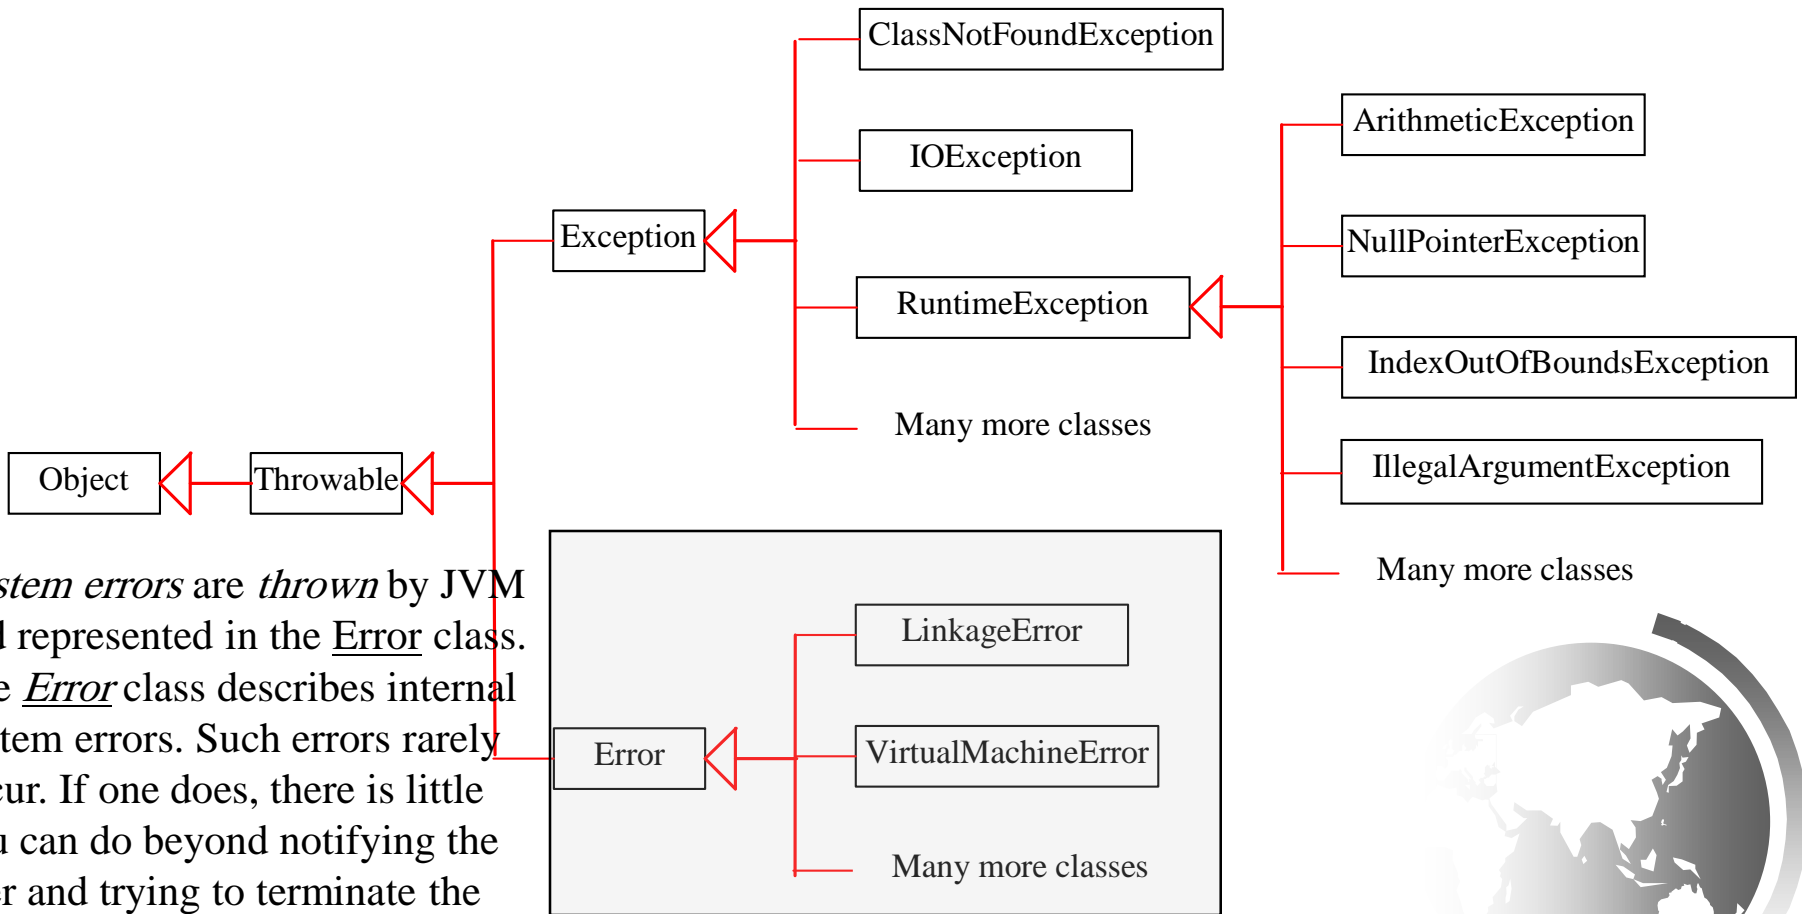 ClassNotFoundException
IOException
Exception
RuntimeException
Many more classes
ArithmeticException
NullPointerException
IndexOutOfBoundsException
IllegalArgumentException
Many more classes
Object
Throwable
stem errors are thrown by JVM
represented in the Error class.
Error class describes internal
tem errors. Such errors rarely
cur. If one does, there is little
can do beyond notifying the
er and trying to terminate the
LinkageError
Error
VirtualMachineError
Many more classes